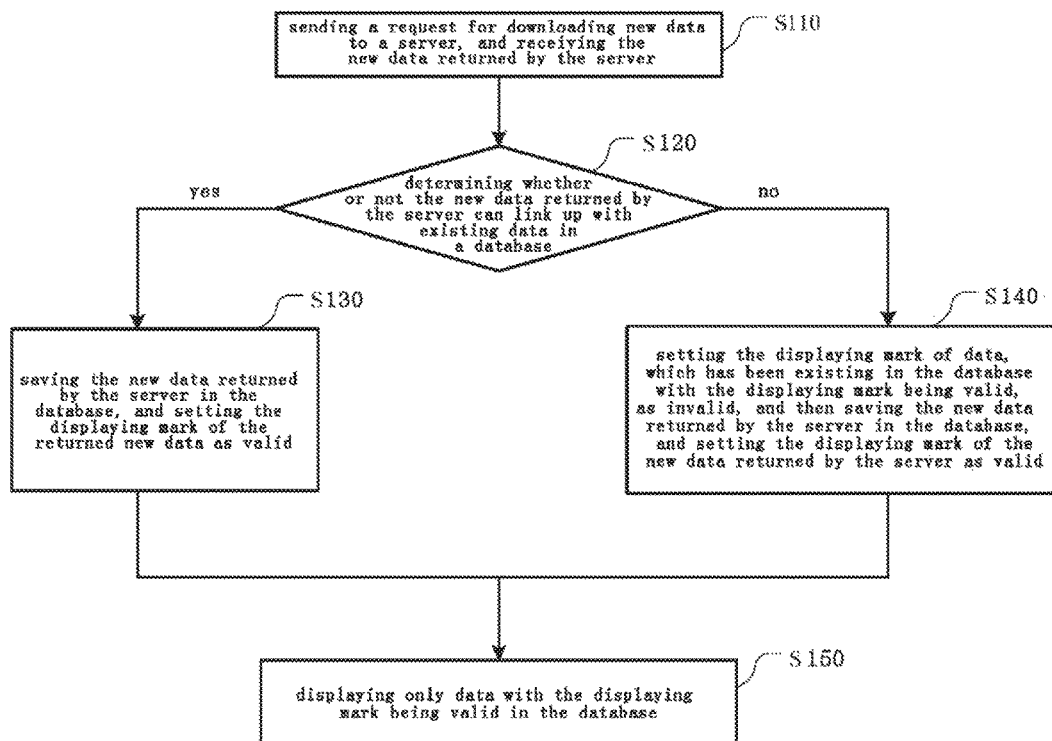 sending a request for downloading new data
to a server, and receiving the
new data returned by the server
S110
S120
determining whether
or not the new data returned by
the server can link up with
existing data in
a database
yes
no
S130
saving the new data returned
by the server in the
database, and setting the
displaying mark of the
returned new data as valid
S140
setting the displaying mark of data,
which has been existing in the database
with the displaying mark being valid,
as invalid, and then saving the new data
returned by the server in the database,
and setting the displaying mark of the
new data returned by the server as valid
S150
displaying only data with the displaying
mark being valid in the database